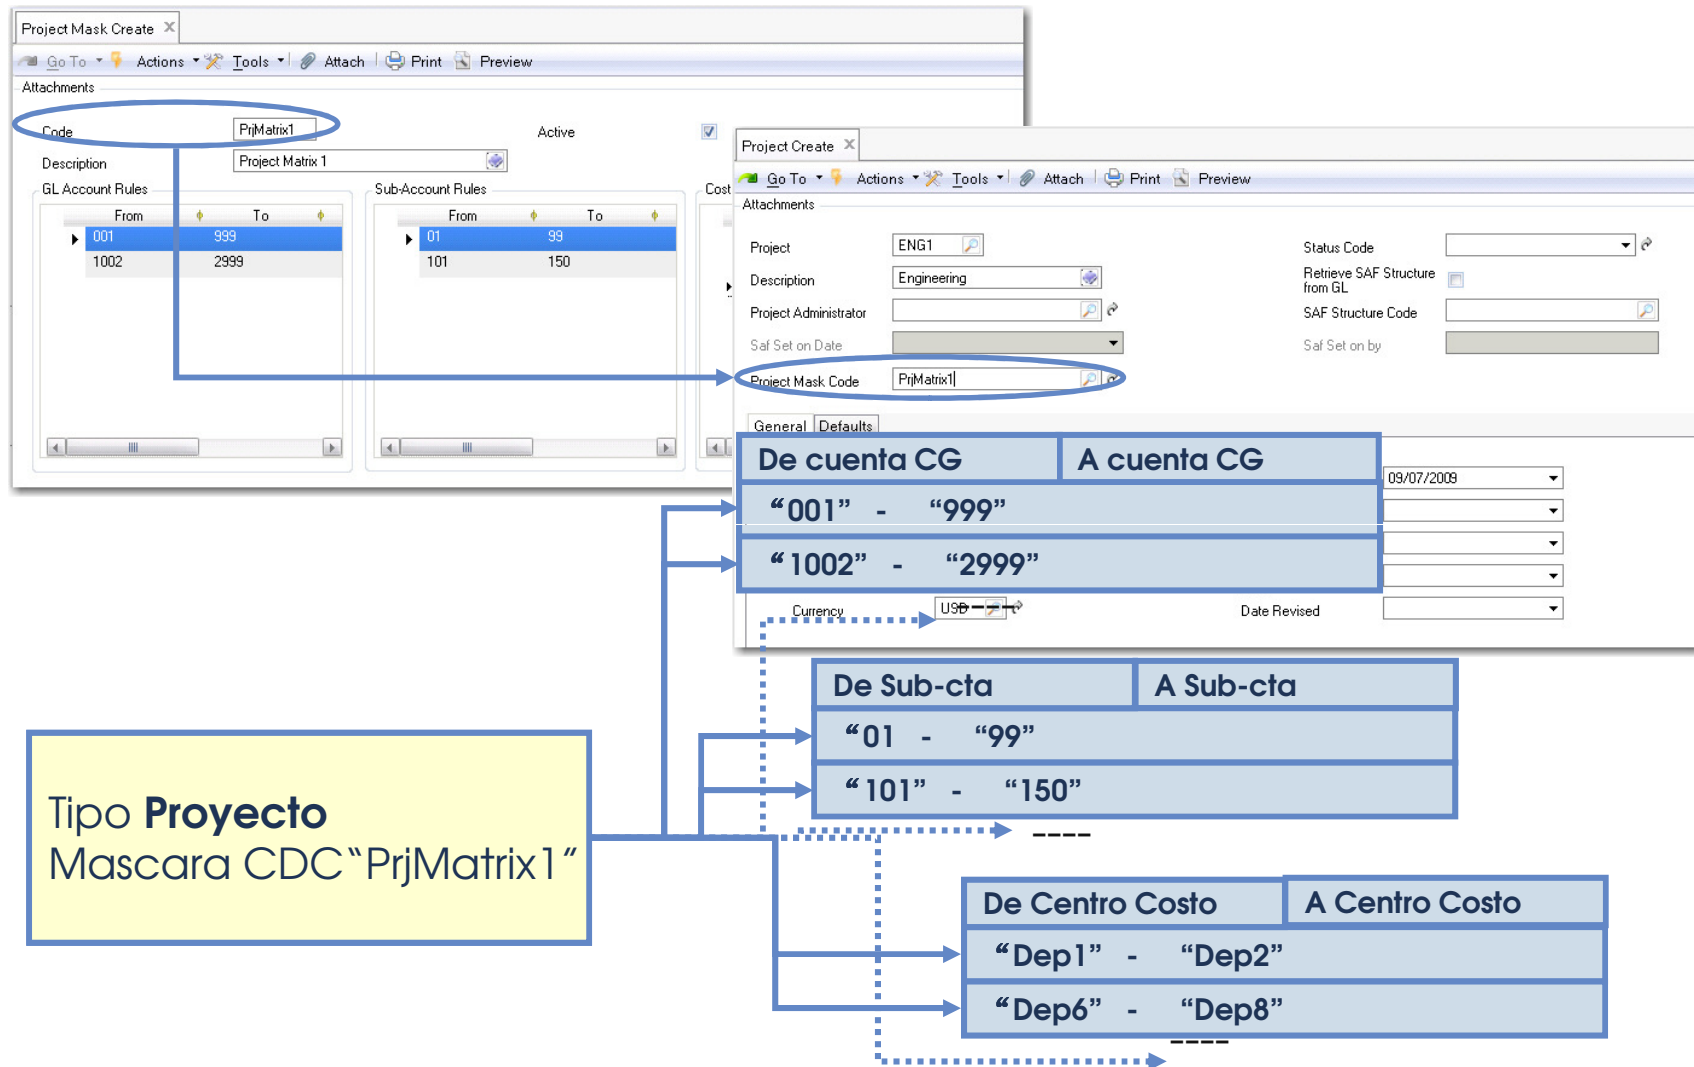 Project Mask Create X
Go To Actions Tools Attach Print Preview
Attachments
Code PrjMatrix1 Active
Description Project Matrix 1
GL Account Rules Sub-Account Rules Cost
From To From To
001 999 01 99
1002 2999 101 150
Project Create X
Go To Actions Tools Attach Print Preview
Attachments
Project ENG1 Status Code
Description Engineering Retrieve SAF Structure from GL
Project Administrator SAF Structure Code
Saf Set on Date Saf Set on by
Project Mask Code PrjMatrix1
General Defaults
De cuenta CG A cuenta CG
09/07/2009
“001” - “999”
“1002” - “2999”
Currency USD ---- Date Revised
De Sub-cta A Sub-cta
“01 - “99”
“101” - “150”
----
Tipo Proyecto
Mascara CDC“PrjMatrix1”
De Centro Costo A Centro Costo
“Dep1” - “Dep2”
“Dep6” - “Dep8”
----